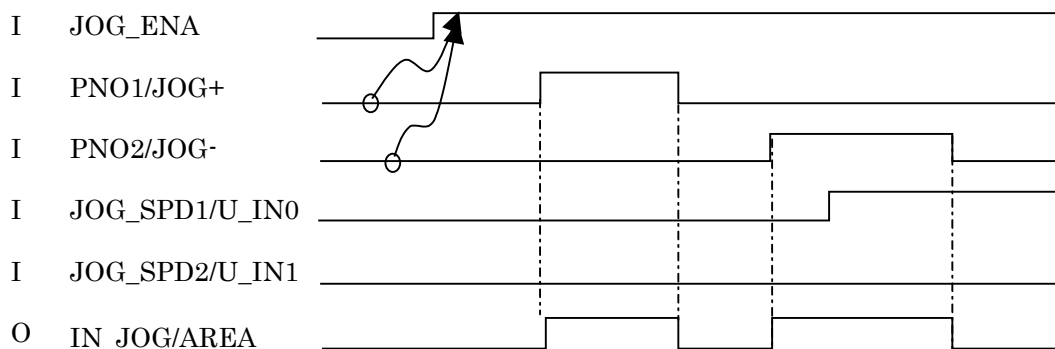 I JOG_ENA
I PNO1/JOG+
I PNO2/JOG-
I JOG_SPD1/U_IN0
I JOG_SPD2/U_IN1
O IN JOG/AREA